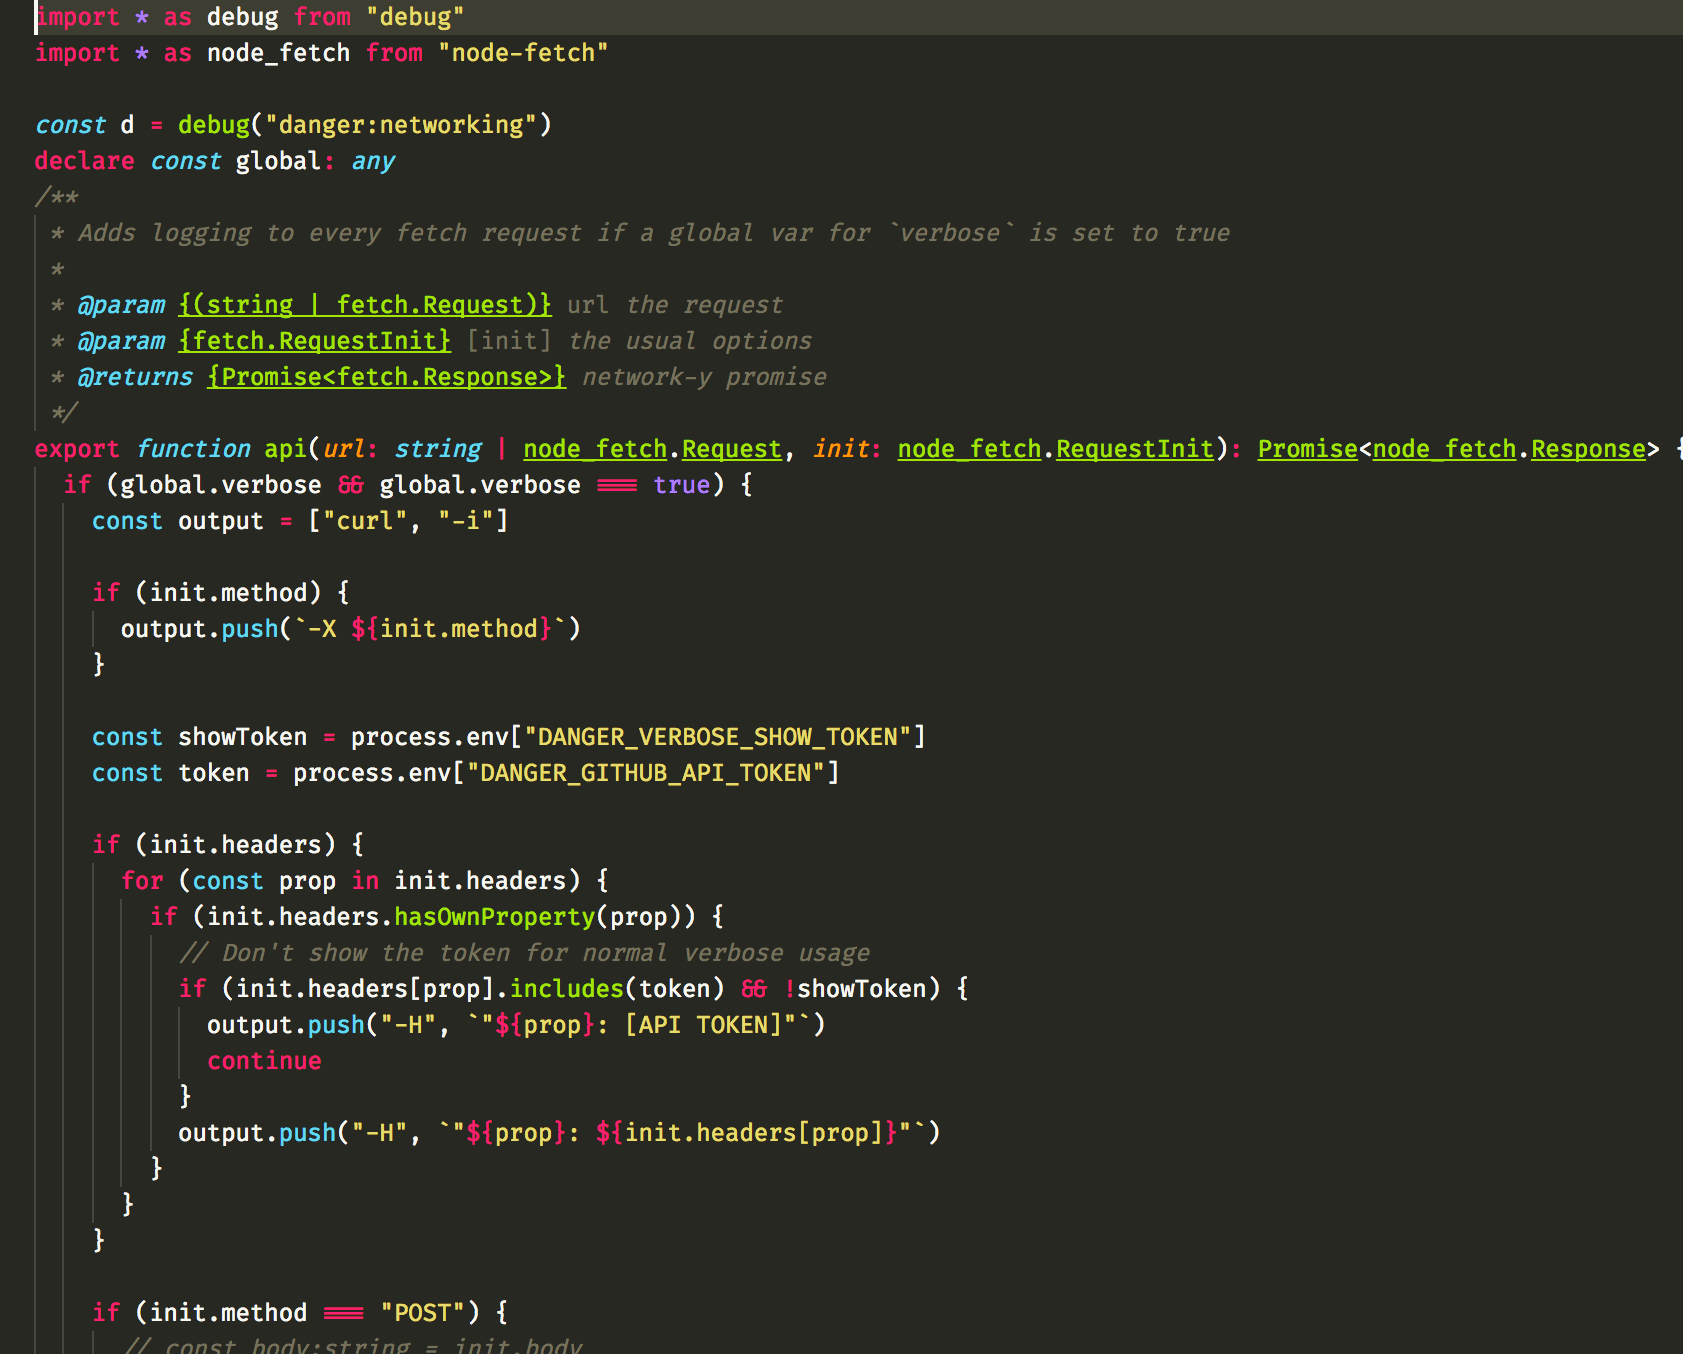 import * as debug from "debug"
import * as node_fetch from "node-fetch"

const d = debug("danger:networking")
declare const global: any
/**
 * Adds logging to every fetch request if a global var for `verbose` is set to true
 *
 * @param {(string | fetch.Request)} url the request
 * @param {fetch.RequestInit} [init] the usual options
 * @returns {Promise<fetch.Response>} network-y promise
 */
export function api(url: string | node_fetch.Request, init: node_fetch.RequestInit): Promise<node_fetch.Response> {
  if (global.verbose && global.verbose === true) {
    const output = ["curl", "-i"]

    if (init.method) {
      output.push(`-X ${init.method}`)
    }

    const showToken = process.env["DANGER_VERBOSE_SHOW_TOKEN"]
    const token = process.env["DANGER_GITHUB_API_TOKEN"]

    if (init.headers) {
      for (const prop in init.headers) {
        if (init.headers.hasOwnProperty(prop)) {
          // Don't show the token for normal verbose usage
          if (init.headers[prop].includes(token) && !showToken) {
            output.push("-H", `"${prop}: [API TOKEN]"`)
            continue
          }
          output.push("-H", `"${prop}: ${init.headers[prop]}"`)
        }
      }
    }

    if (init.method === "POST") {
      // const body:string = init.body